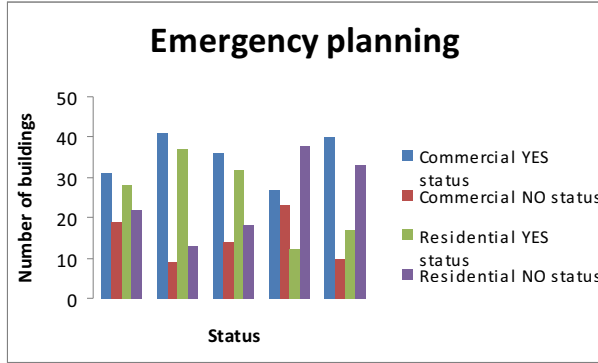 Emergency planning
Number of buildings
50
40
30
20
10
0
Status
Commercial YES
status
Commercial NO status
Residential YES
status
Residential NO status